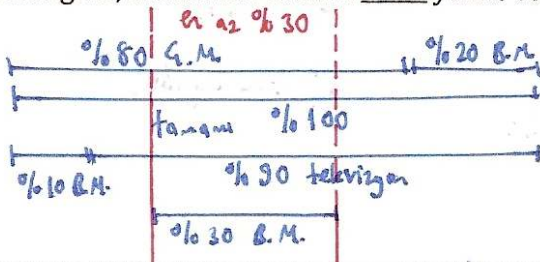 en az %30
%80 G.M. %20 B.M.
tamamı %100
%10 B.M. %90 televizyon
%30 B.M.